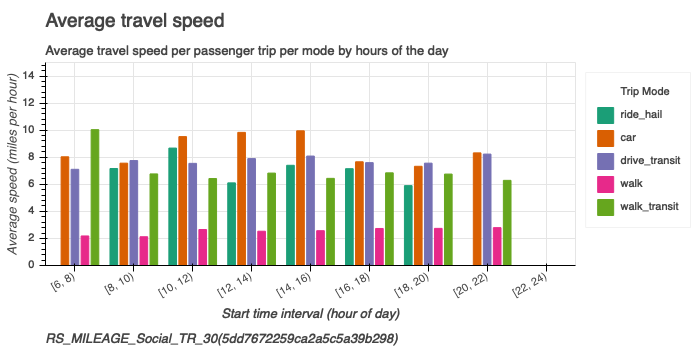 Average travel speed
Average travel speed per passenger trip per mode by hours of the day
Average speed (miles per hour)
14
12
10
8
6
4
2
0
[6, 8)
[8, 10)
[10, 12)
[12, 14)
[14, 16)
[16, 18)
[18, 20)
[20, 22)
[22, 24)
Start time interval (hour of day)
Trip Mode
ride_hail
car
drive_transit
walk
walk_transit
RS_MILEAGE_Social_TR_30(5dd7672259ca2a5c5a39b298)